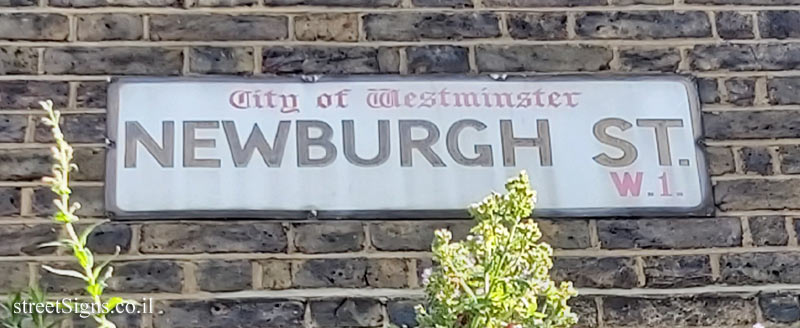 City of Westminster
NEWBURGH ST.
W.1.
streetsigns.co.il